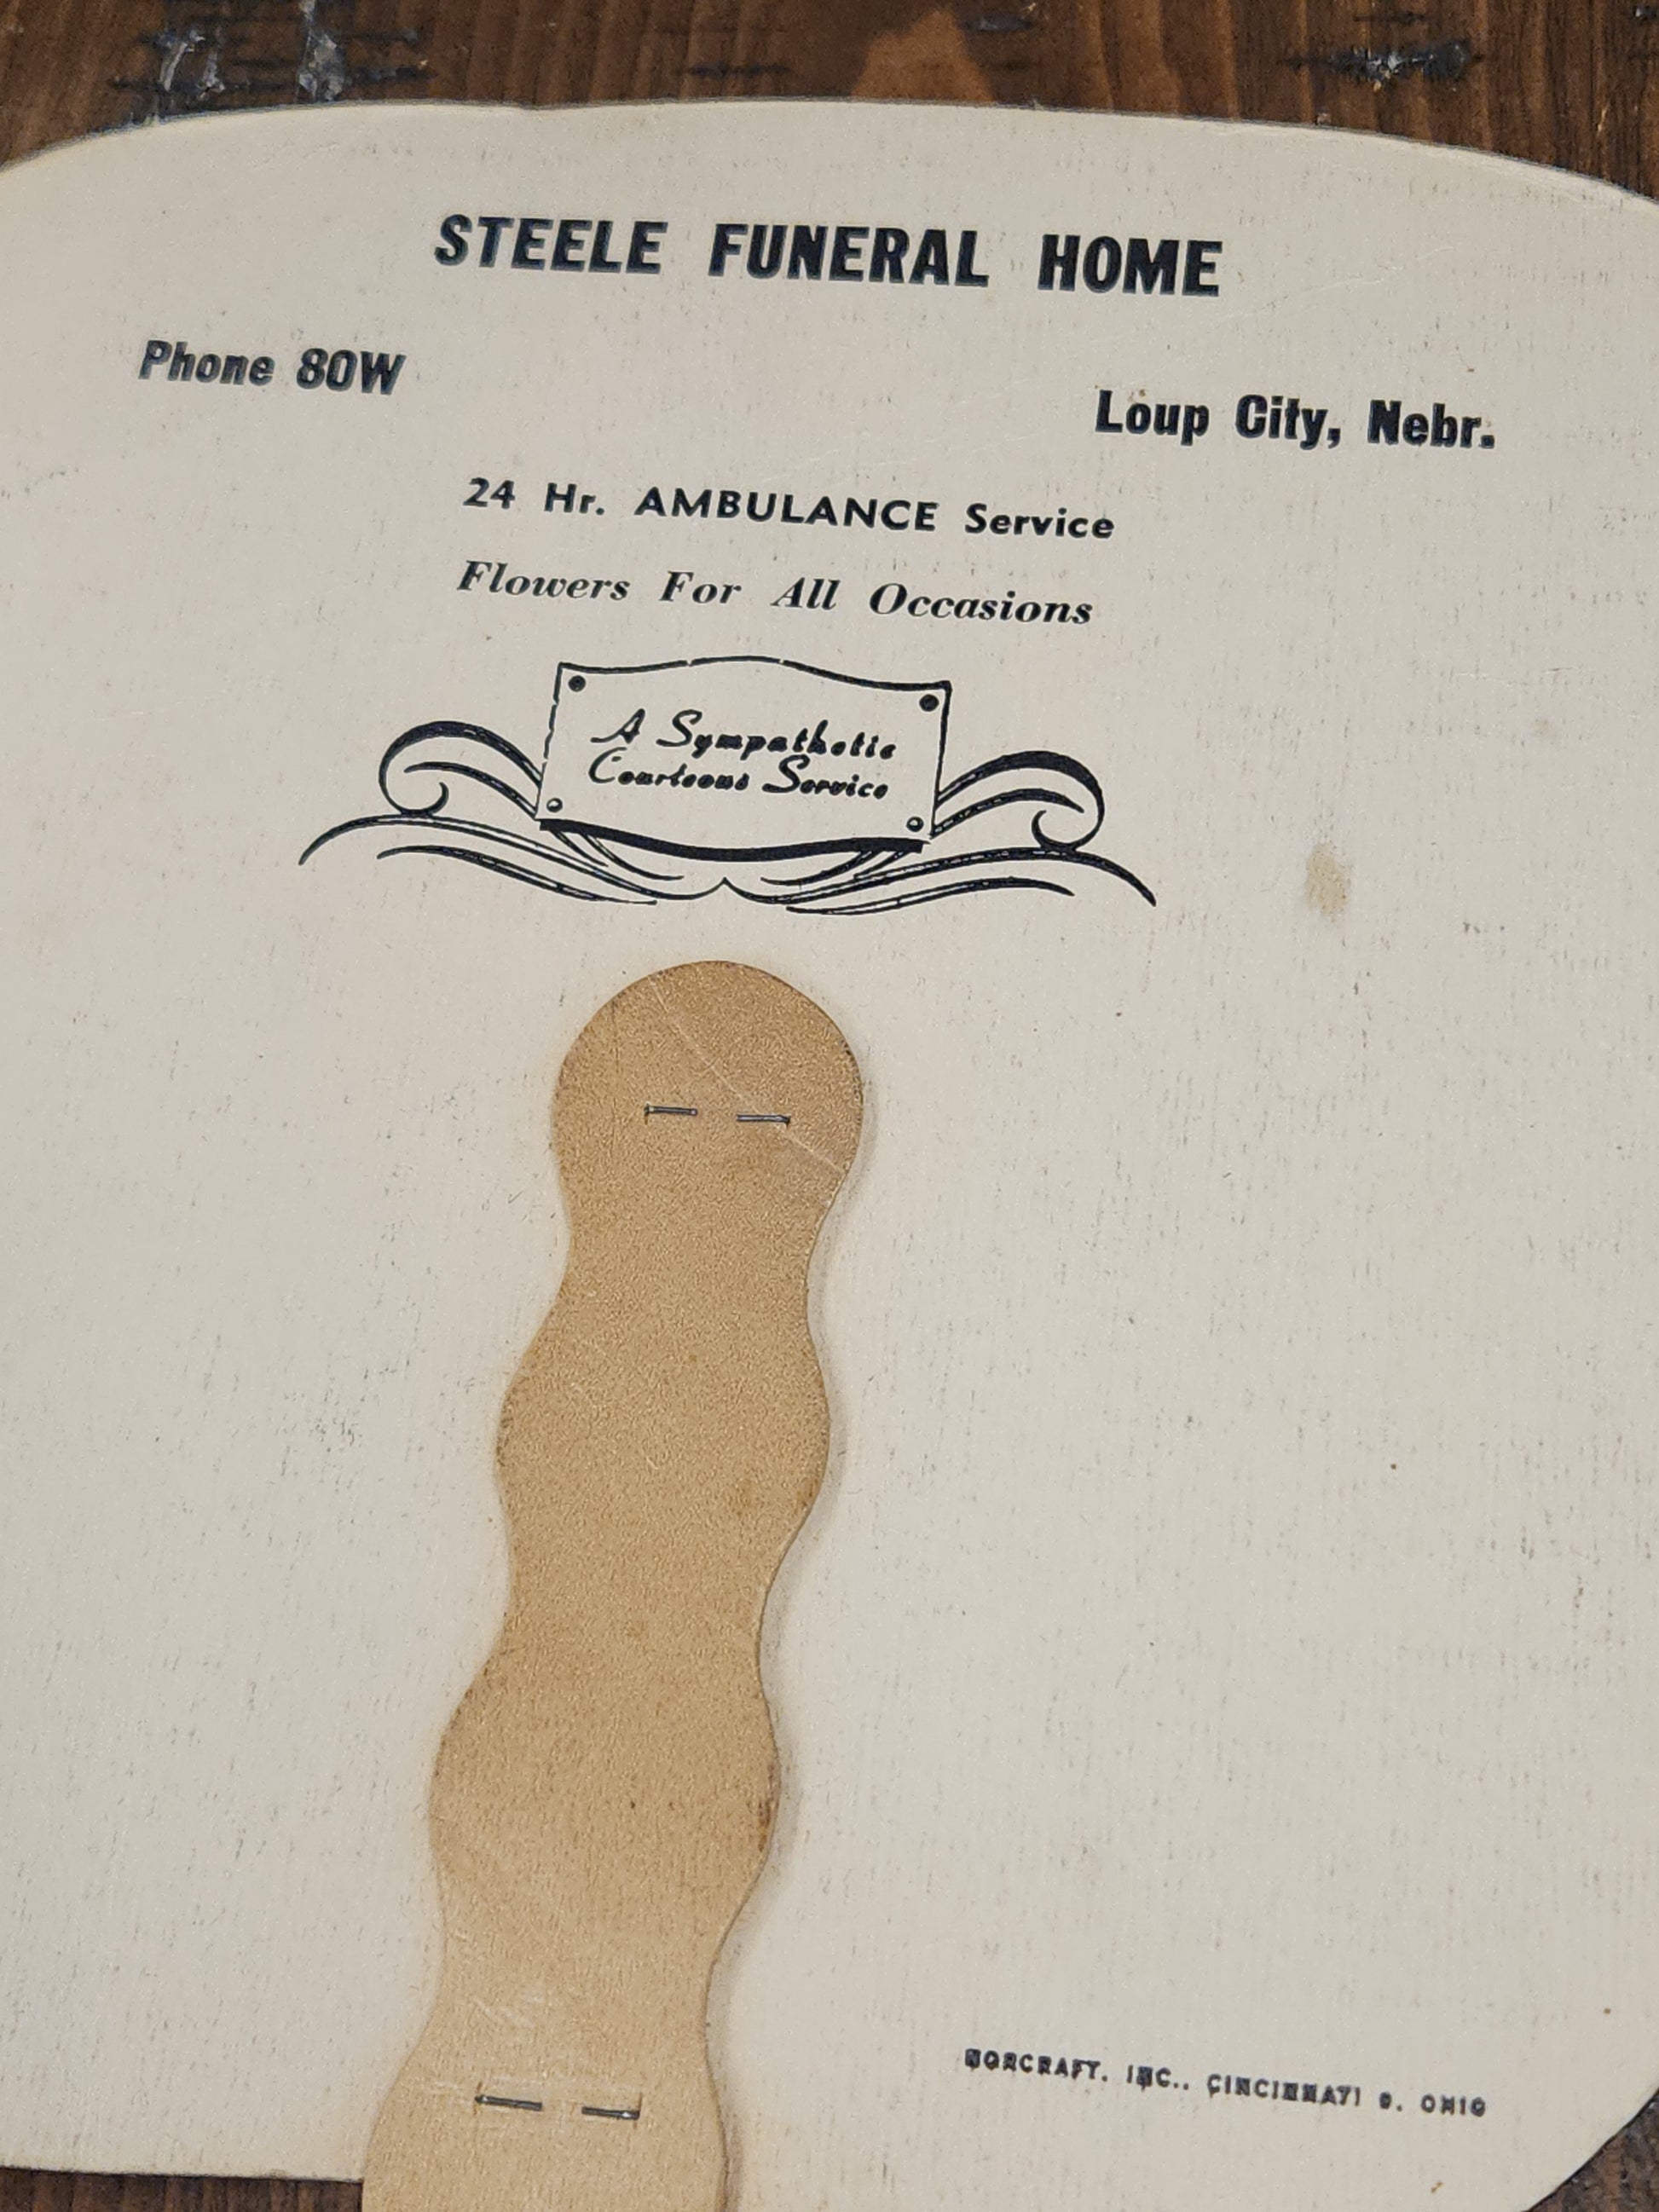 STEELE FUNERAL HOME
Phone 80W
Loup City, Nebr.
24 Hr. AMBULANCE Service
Flowers For All Occasions
A Sympathetic
Courteous Service
NORCRAFT, INC., CINCINNATI 9, OHIO